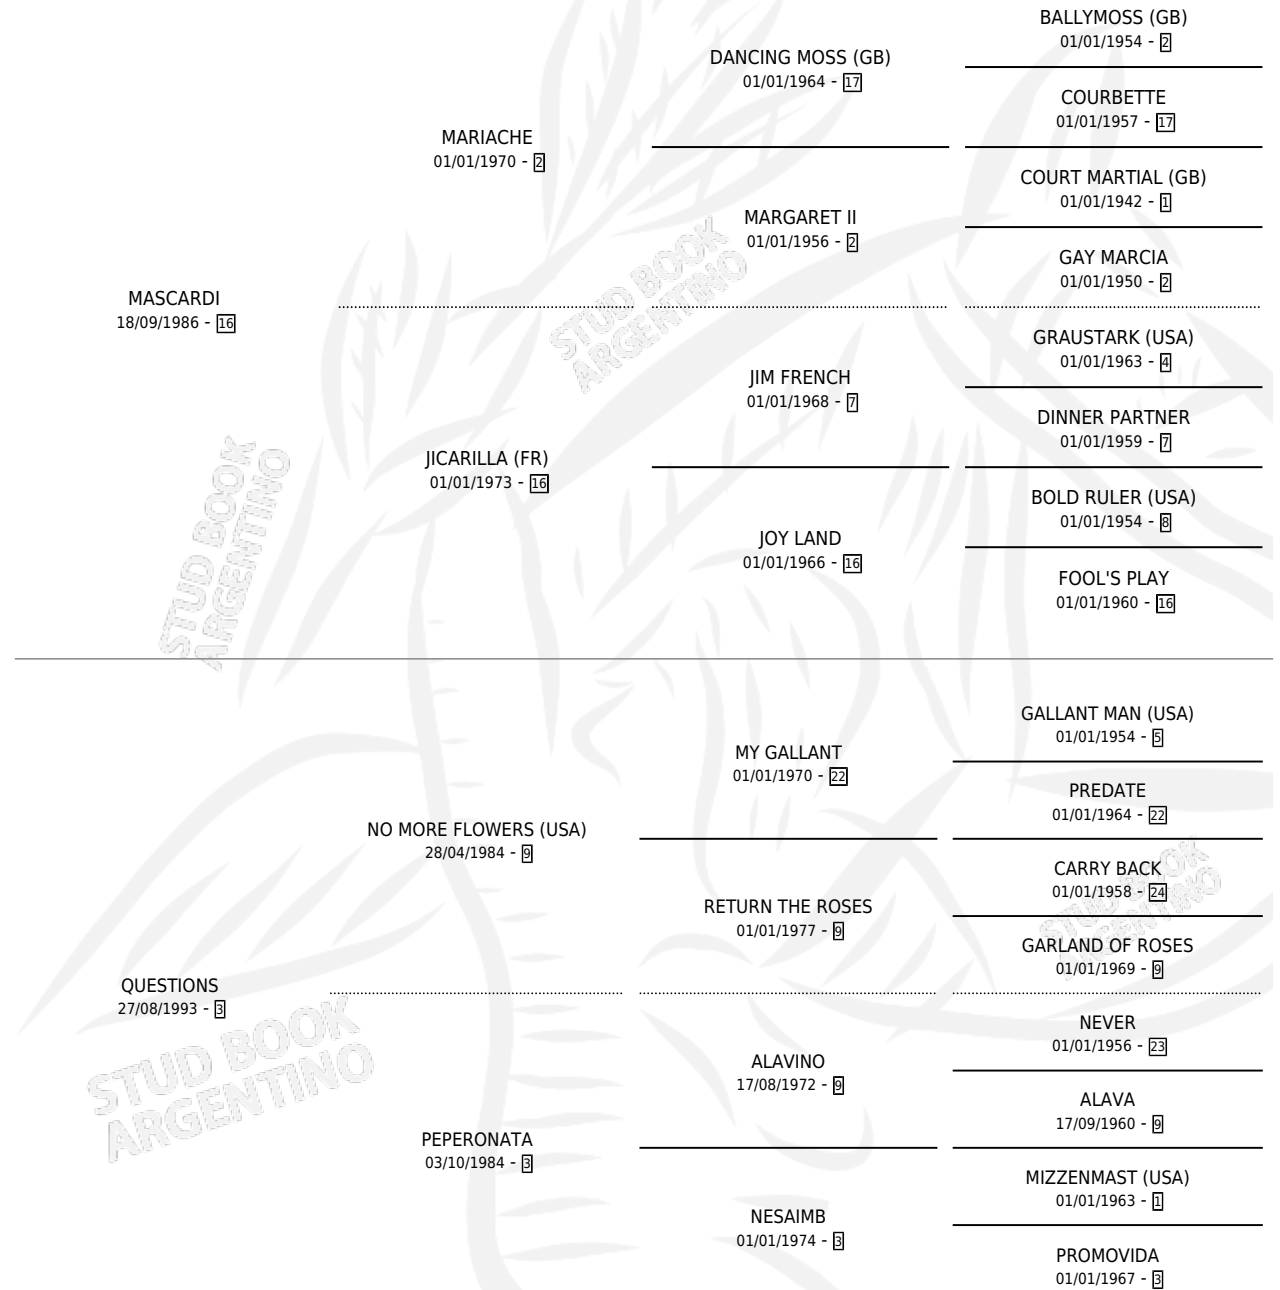 BALLYMOSS (GB)
01/01/1954 - 2
DANCING MOSS (GB)
01/01/1964 - 17
COURBETTE
01/01/1957 - 17
MARIACHE
01/01/1970 - 2
COURT MARTIAL (GB)
01/01/1942 - 1
MARGARET II
01/01/1956 - 2
GAY MARCIA
01/01/1950 - 2
MASCARDI
18/09/1986 - 16
GRAUSTARK (USA)
01/01/1963 - 4
JIM FRENCH
01/01/1968 - 7
DINNER PARTNER
01/01/1959 - 7
JICARILLA (FR)
01/01/1973 - 16
BOLD RULER (USA)
01/01/1954 - 8
JOY LAND
01/01/1966 - 16
FOOL'S PLAY
01/01/1960 - 16
STUD BOOK
ARGENTINO
STUD BOOK
ARGENTINO
GALLANT MAN (USA)
01/01/1954 - 5
MY GALLANT
01/01/1970 - 22
PREDATE
01/01/1964 - 22
NO MORE FLOWERS (USA)
28/04/1984 - 9
CARRY BACK
01/01/1958 - 24
RETURN THE ROSES
01/01/1977 - 9
GARLAND OF ROSES
01/01/1969 - 9
STUD BOOK
ARGENTINO
QUESTIONS
27/08/1993 - 3
NEVER
01/01/1956 - 23
ALAVINO
17/08/1972 - 9
ALAVA
17/09/1960 - 9
STUD BOOK
ARGENTINO
PEPERONATA
03/10/1984 - 3
MIZZENMAST (USA)
01/01/1963 - 1
NESAIMB
01/01/1974 - 3
PROMOVIDA
01/01/1967 - 3